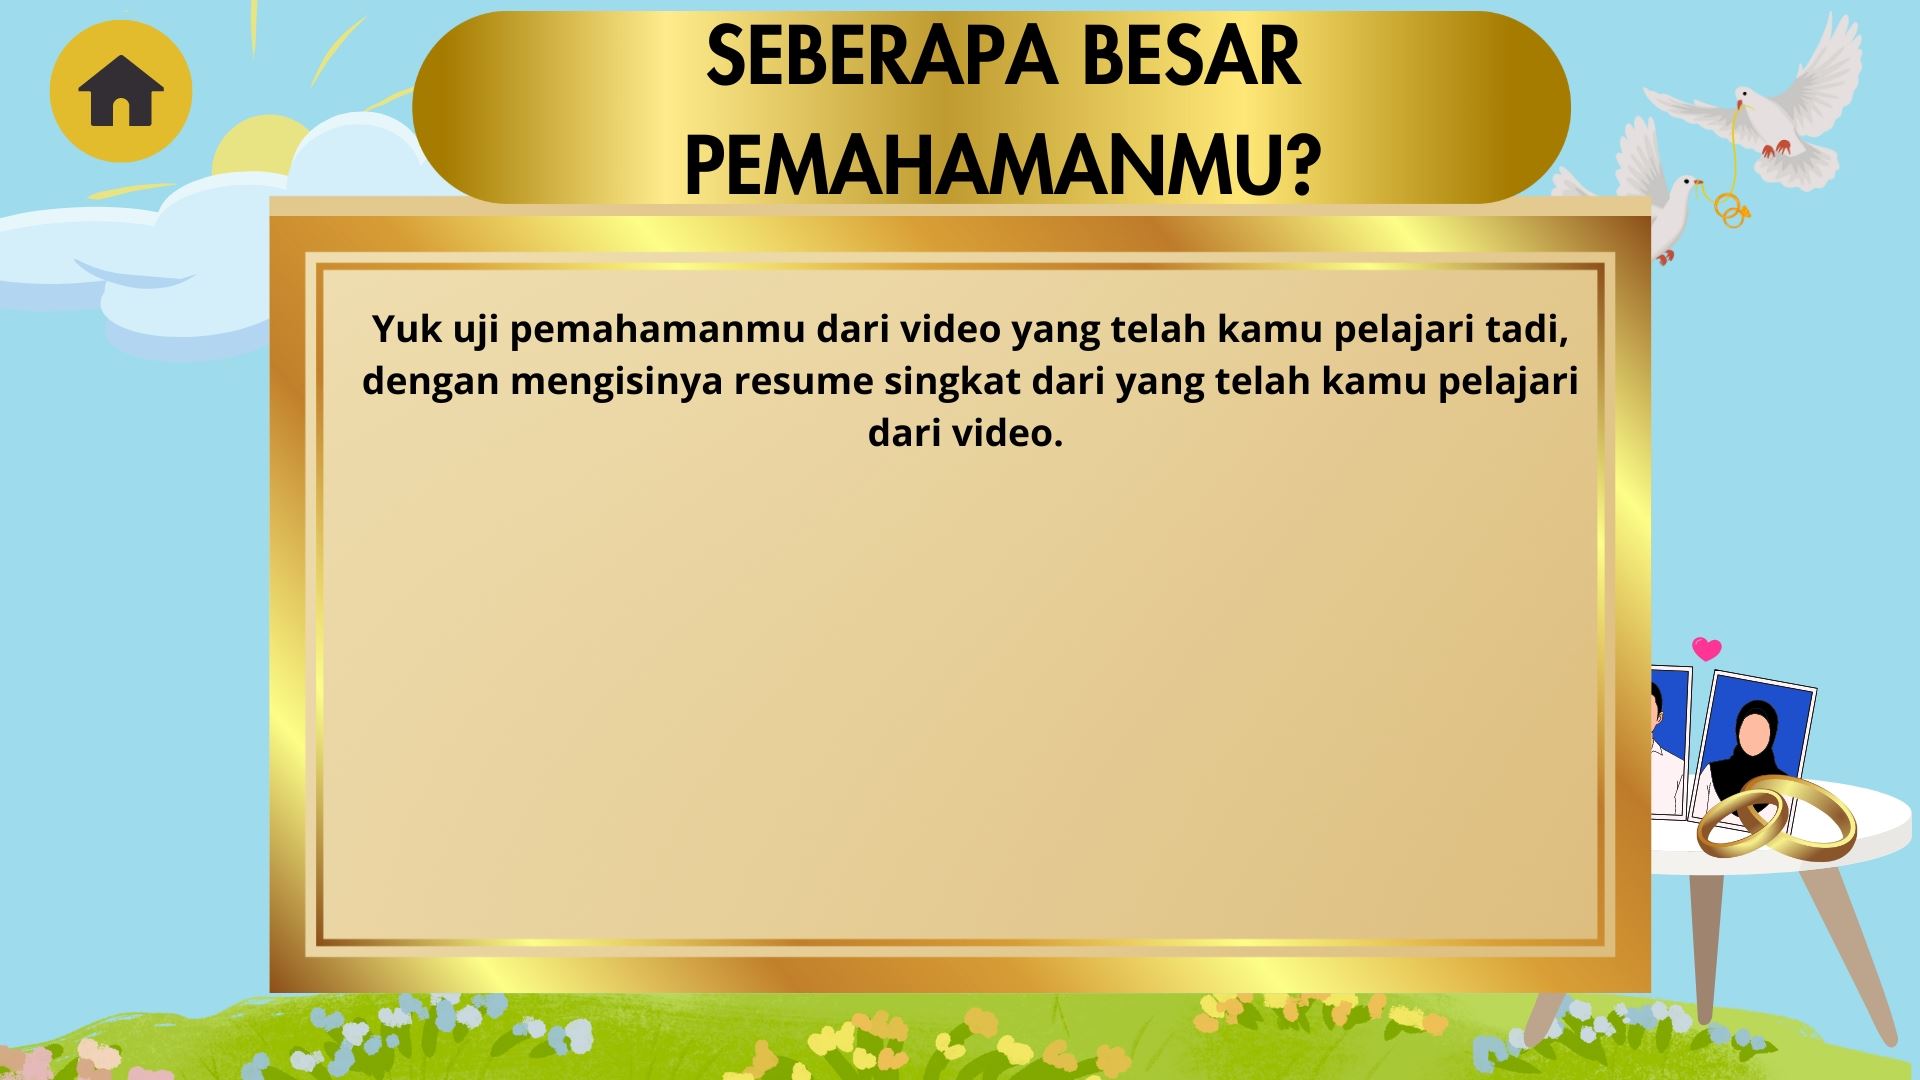 SEBERAPA BESAR
PEMAHAMANMU?
Yuk uji pemahamanmu dari video yang telah kamu pelajari tadi,
dengan mengisinya resume singkat dari yang telah kamu pelajari
dari video.